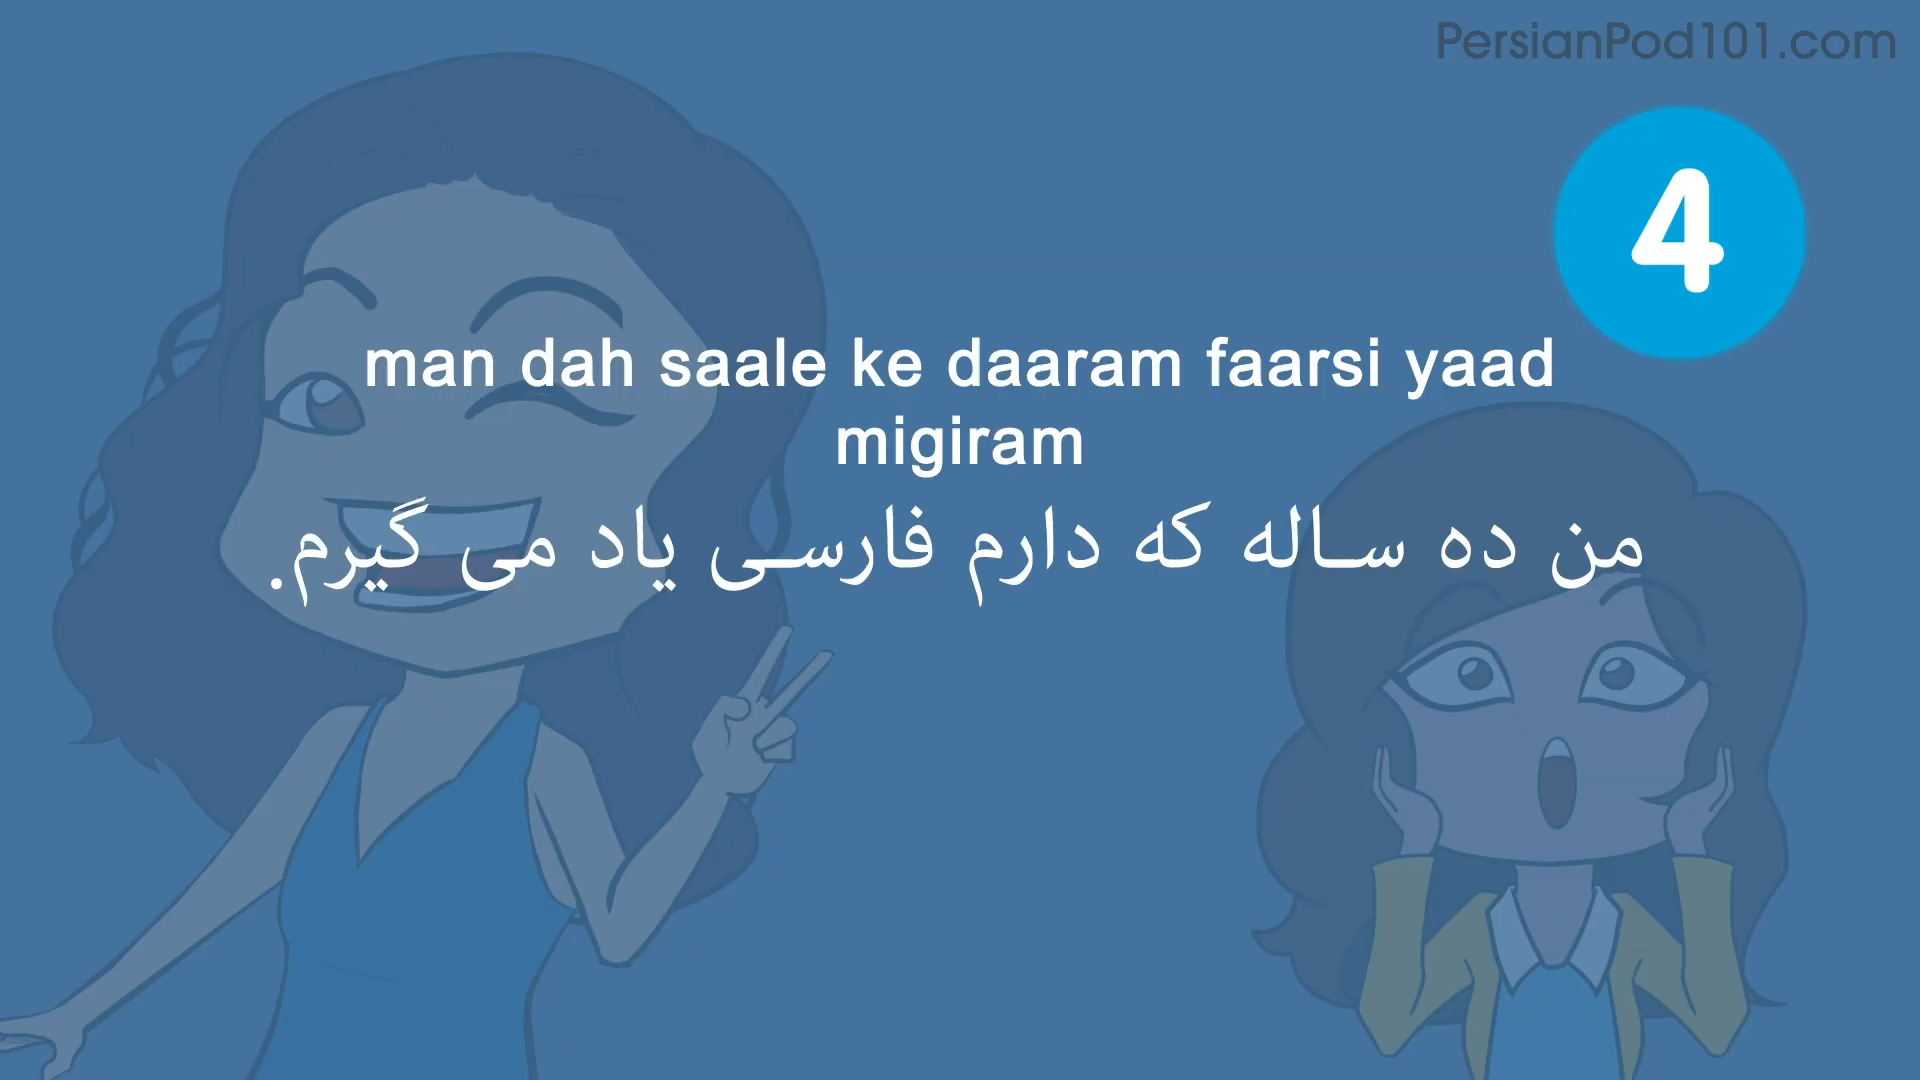 PersianPod101.com
4
man dah saale ke daaram faarsi yaad
migiram
من ده ساله که دارم فارسی یاد می گیرم.